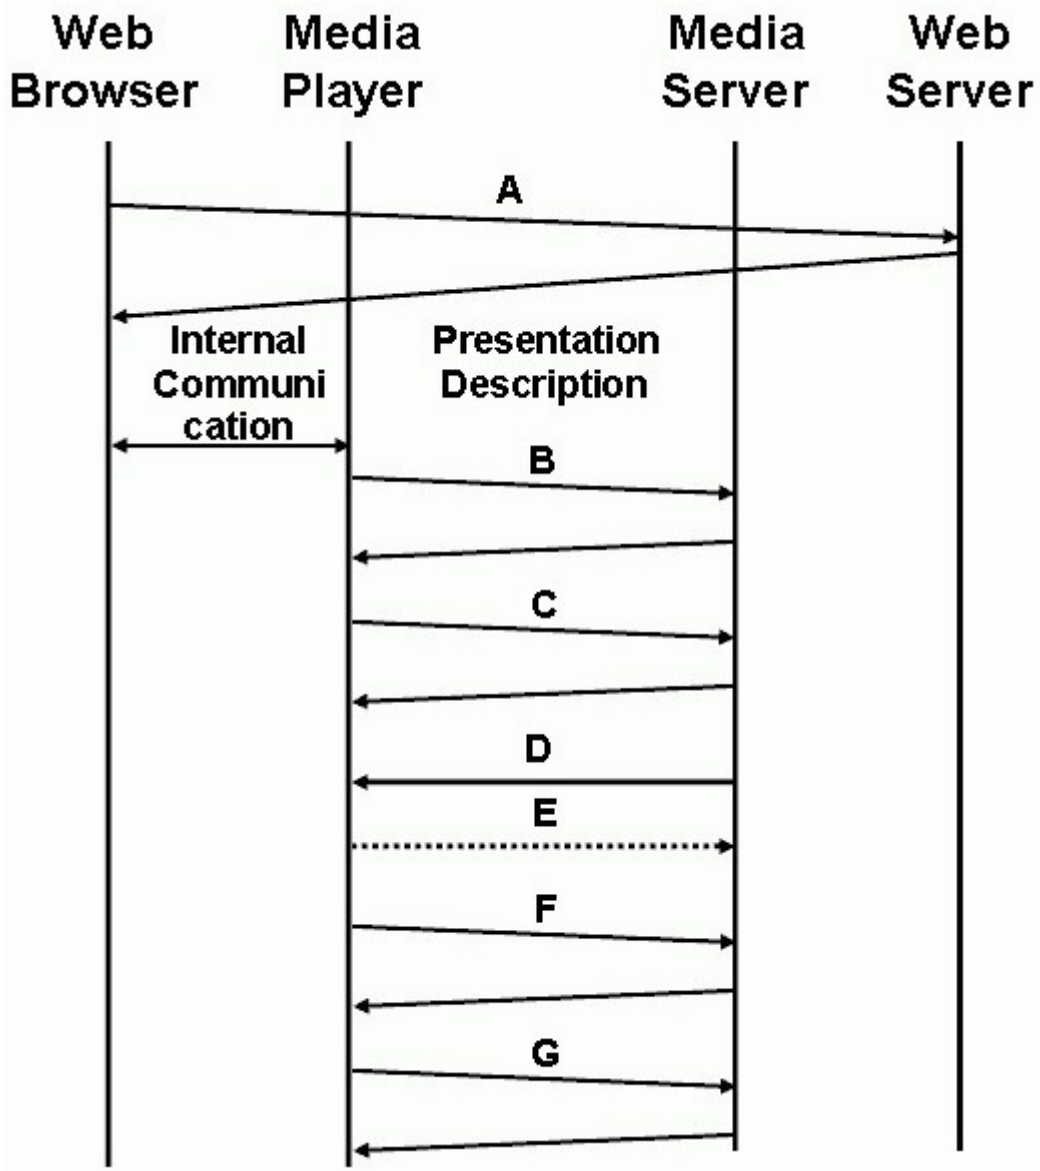 Web Browser
Media Player
Media Server
Web Server
A
Internal
Communi
cation
Presentation
Description
B
C
D
E
F
G